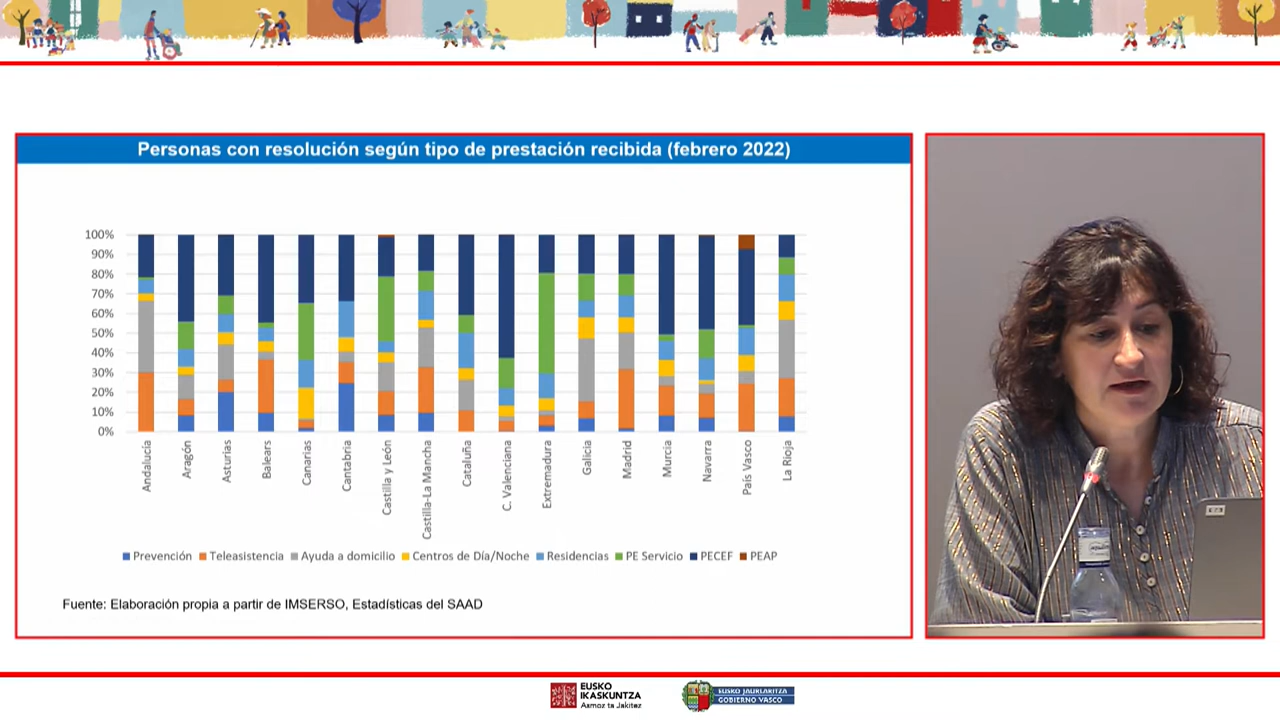 Personas con resolución según tipo de prestación recibida (febrero 2022)
100%
90%
80%
70%
60%
50%
40%
30%
20%
10%
0%
Andalucía
Aragón
Asturias
Balears
Canarias
Cantabria
Castilla y León
Castilla-La Mancha
Cataluña
C. Valenciana
Extremadura
Galicia
Madrid
Murcia
Navarra
País Vasco
La Rioja
Prevención Teleasistencia Ayuda a domicilio Centros de Día/Noche Residencias PE Servicio PECEF PEAP
Fuente: Elaboración propia a partir de IMSERSO, Estadísticas del SAAD
EUSKO
IKASKUNTZA
Asmoz ta Jakitez
EUSKO JAURLARITZA
GOBIERNO VASCO